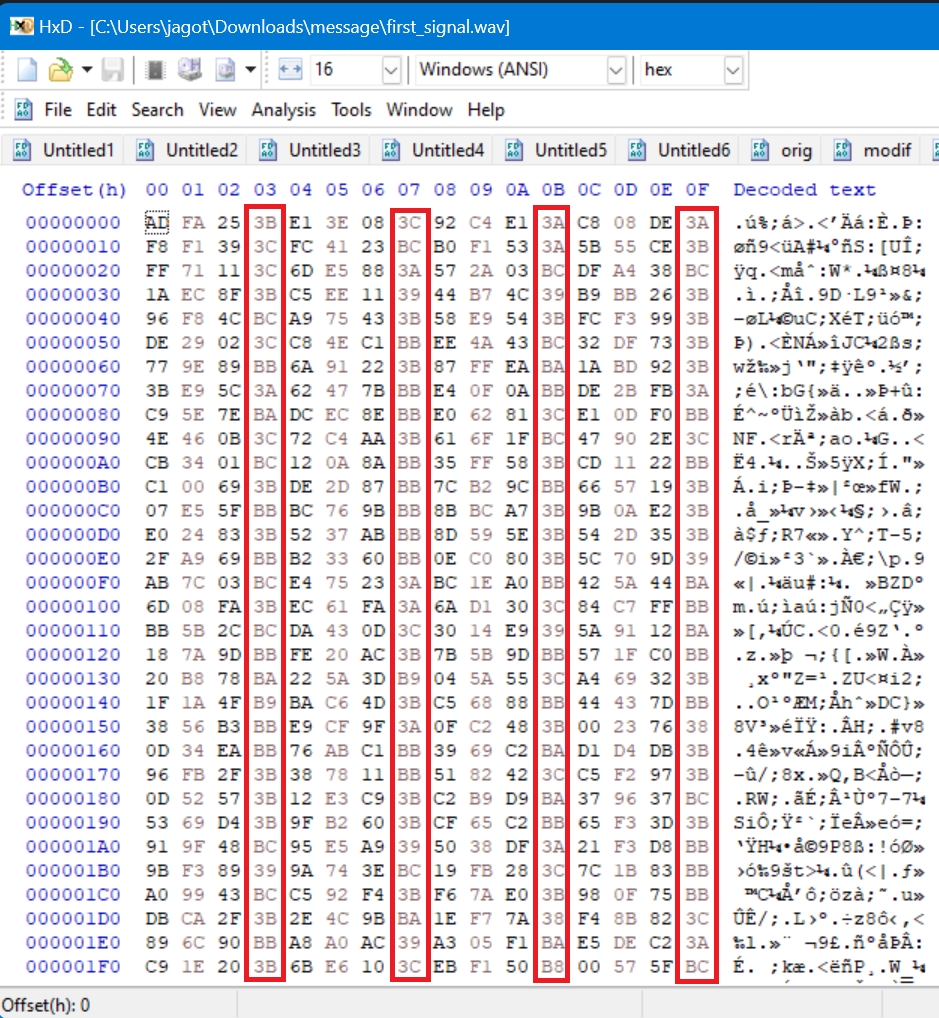 HxD - [C:\Users\jagot\Downloads\message\first_signal.wav]
16 Windows (ANSI) hex
File Edit Search View Analysis Tools Window Help
Untitled1 Untitled2 Untitled3 Untitled4 Untitled5 Untitled6 orig modif
Offset(h) 00 01 02 03 04 05 06 07 08 09 0A 0B 0C 0D 0E 0F Decoded text
00000000 AD FA 25 3B E1 3E 08 3C 92 C4 E1 3A C8 08 DE 3A .ú%;á>.<’Äá:È.Þ:
00000010 F8 F1 39 3C FC 41 23 BC B0 F1 53 3A 5B 55 CE 3B øñ9<üA#¼°ñS:[UÎ;
00000020 FF 71 11 3C 6D E5 88 3A 57 2A 03 BC DF A4 38 BC ÿq.<måˆ:W*.¼ß¤8¼
00000030 1A EC 8F 3B C5 EE 11 39 44 B7 4C 39 B9 BB 26 3B .ì.;Åî.9D·L9¹»&;
00000040 96 F8 4C BC A9 75 43 3B 58 E9 54 3B FC F3 99 3B –øL¼©uC;XéT;üó™;
00000050 DE 29 02 3C C8 4E C1 BB EE 4A 43 BC 32 DF 73 3B Þ).<ÈNÁ»îJC¼2ßs;
00000060 77 9E 89 BB 6A 91 22 3B 87 FF EA BA 1A BD 92 3B wž‰»j‘";‡ÿêº.½’;
00000070 3B E9 5C 3A 62 47 7B BB E4 0F 0A BB DE 2B FB 3A ;é\:bG{»ä..»Þ+û:
00000080 C9 5E 7E BA DC EC 8E BB E0 62 81 3C E1 0D F0 BB É^~ºÜìŽ»àb.<á.ð»
00000090 4E 46 0B 3C 72 C4 AA 3B 61 6F 1F BC 47 90 2E 3C NF.<rÄª;ao.¼G..<
000000A0 CB 34 01 BC 12 0A 8A BB 35 FF 58 3B CD 11 22 BB Ë4.¼..Š»5ÿX;Í."»
000000B0 C1 00 69 3B DE 2D 87 BB 7C B2 9C BB 66 57 19 3B Á.i;Þ-‡»|²œ»fW.;
000000C0 07 E5 5F BB BC 76 9B BB 8B BC A7 3B 9B 0A E2 3B .å_»¼v›»‹¼§;›.â;
000000D0 E0 24 83 3B 52 37 AB BB 8D 59 5E 3B 54 2D 35 3B à$ƒ;R7«».Y^;T-5;
000000E0 2F A9 69 BB B2 33 60 BB 0E C0 80 3B 5C 70 9D 39 /©i»²3`».À€;\p.9
000000F0 AB 7C 03 BC E4 75 23 3A BC 1E A0 BB 42 5A 44 BA «|.¼äu#:¼. »BZDº
00000100 6D 08 FA 3B EC 61 FA 3A 6A D1 30 3C 84 C7 FF BB m.ú;ìaú:jÑ0<„Çÿ»
00000110 BB 5B 2C BC DA 43 0D 3C 30 14 E9 39 5A 91 12 BA »[,¼ÚC.<0.é9Z‘.º
00000120 18 7A 9D BB FE 20 AC 3B 7B 5B 9D BB 57 1F C0 BB .z.»þ ¬;{[.»W.À»
00000130 20 B8 78 BA 22 5A 3D B9 04 5A 55 3C A4 69 32 3B  ¸xº"Z=¹.ZU<¤i2;
00000140 1F 1A 4F B9 BA C6 4D 3B C5 68 88 BB 44 43 7D BB ..O¹ºÆM;Åhˆ»DC}»
00000150 38 56 B3 BB E9 CF 9F 3A 0F C2 48 3B 00 23 76 38 8V³»éÏŸ:.ÂH;.#v8
00000160 0D 34 EA BB 76 AB C1 BB 39 69 C2 BA D1 D4 DB 3B .4ê»v«Á»9iÂºÑÔÛ;
00000170 96 FB 2F 3B 38 78 11 BB 51 82 42 3C C5 F2 97 3B –û/;8x.»Q‚B<Åò—;
00000180 0D 52 57 3B 12 E3 C9 3B C2 B9 D9 BA 37 96 37 BC .RW;.ãÉ;Â¹Ùº7–7¼
00000190 53 69 D4 3B 9F B2 60 3B CF 65 C2 BB 65 F3 3D 3B SiÔ;Ÿ²`;ÏeÂ»eó=;
000001A0 91 9F 48 BC 95 E5 A9 39 50 38 DF 3A 21 F3 D8 BB ‘ŸH¼•å©9P8ß:!óØ»
000001B0 9B F3 89 39 9A 74 3E BC 19 FB 28 3C 7C 1B 83 BB ›ó‰9št>¼.û(<|.ƒ»
000001C0 A0 99 43 BC C5 92 F4 3B F6 7A E0 3B 98 0F 75 BB  ™C¼Å’ô;özà;˜.u»
000001D0 DB CA 2F 3B 2E 4C 9B BA 1E F7 7A 38 F4 8B 82 3C ÛÊ/;.L›º.÷z8ô‹‚<
000001E0 89 6C 90 BB A8 A0 AC 39 A3 05 F1 BA E5 DE C2 3A ‰l.»¨ ¬9£.ñºåÞÂ:
000001F0 C9 1E 20 3B 6B E6 10 3C EB F1 50 B8 00 57 5F BC É. ;kæ.<ëñP¸.W_¼
Offset(h): 0